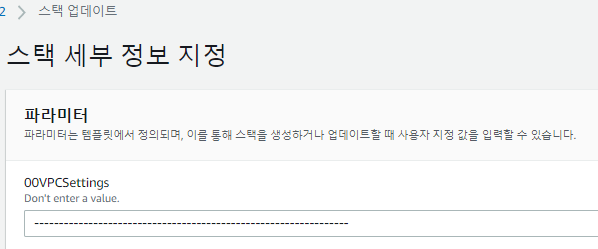 2 > 스택 업데이트
스택 세부 정보 지정
파라미터
파라미터는 템플릿에서 정의되며, 이를 통해 스택을 생성하거나 업데이트할 때 사용자 지정 값을 입력할 수 있습니다.
00VPCSettings
Don't enter a value.
-----------------------------------------------------------------